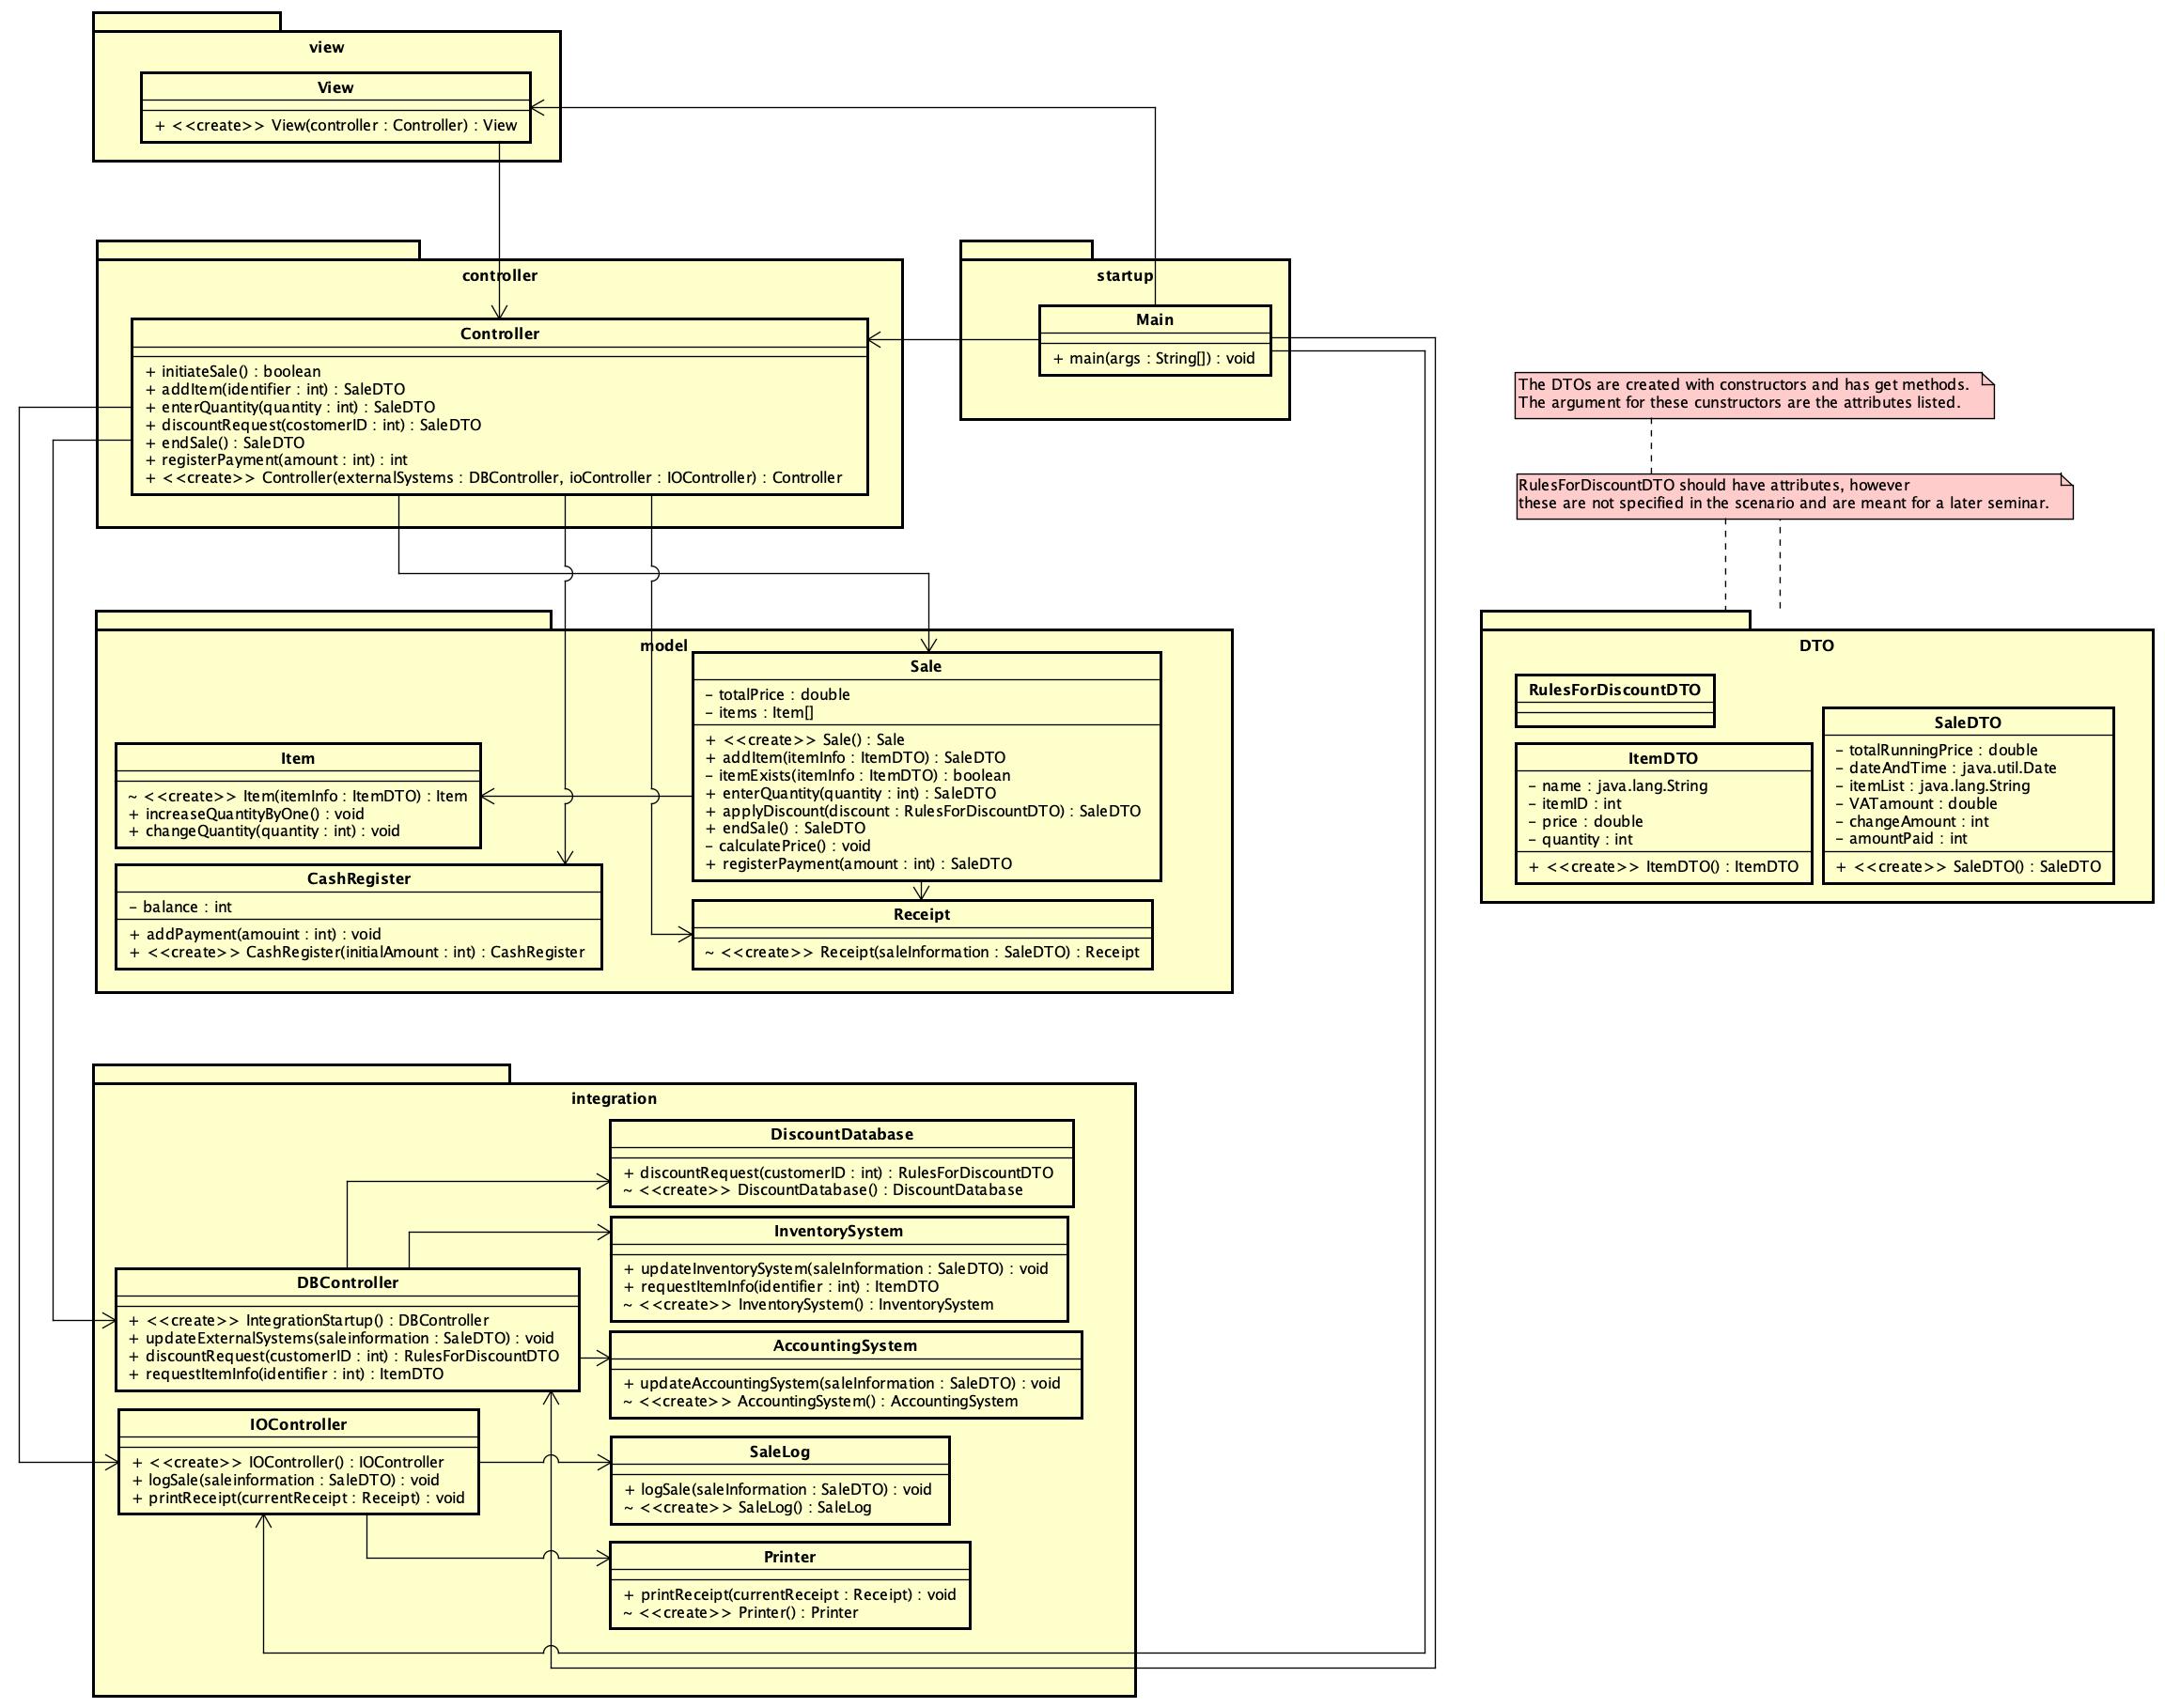 view
View
+ <<create>> View(controller : Controller) : View
controller
Controller
+ initiateSale() : boolean
+ addItem(identifier : int) : SaleDTO
+ enterQuantity(quantity : int) : SaleDTO
+ discountRequest(costomerID : int) : SaleDTO
+ endSale() : SaleDTO
+ registerPayment(amount : int) : int
+ <<create>> Controller(externalSystems : DBController, ioController : IOController) : Controller
startup
Main
+ main(args : String[]) : void
The DTOs are created with constructors and has get methods.
The argument for these cunstructors are the attributes listed.
RulesForDiscountDTO should have attributes, however
these are not specified in the scenario and are meant for a later seminar.
model
Sale
- totalPrice : double
- items : Item[]
+ <<create>> Sale() : Sale
+ addItem(itemInfo : ItemDTO) : SaleDTO
- itemExists(itemInfo : ItemDTO) : boolean
+ enterQuantity(quantity : int) : SaleDTO
+ applyDiscount(discount : RulesForDiscountDTO) : SaleDTO
+ endSale() : SaleDTO
- calculatePrice() : void
+ registerPayment(amount : int) : SaleDTO
Item
~ <<create>> Item(itemInfo : ItemDTO) : Item
+ increaseQuantityByOne() : void
+ changeQuantity(quantity : int) : void
CashRegister
- balance : int
+ addPayment(amouint : int) : void
+ <<create>> CashRegister(initialAmount : int) : CashRegister
Receipt
~ <<create>> Receipt(saleInformation : SaleDTO) : Receipt
DTO
RulesForDiscountDTO
ItemDTO
- name : java.lang.String
- itemID : int
- price : double
- quantity : int
+ <<create>> ItemDTO() : ItemDTO
SaleDTO
- totalRunningPrice : double
- dateAndTime : java.util.Date
- itemList : java.lang.String
- VATamount : double
- changeAmount : int
- amountPaid : int
+ <<create>> SaleDTO() : SaleDTO
integration
DiscountDatabase
+ discountRequest(customerID : int) : RulesForDiscountDTO
~ <<create>> DiscountDatabase() : DiscountDatabase
InventorySystem
+ updateInventorySystem(saleInformation : SaleDTO) : void
+ requestItemInfo(identifier : int) : ItemDTO
~ <<create>> InventorySystem() : InventorySystem
DBController
+ <<create>> IntegrationStartup() : DBController
+ updateExternalSystems(saleinformation : SaleDTO) : void
+ discountRequest(customerID : int) : RulesForDiscountDTO
+ requestItemInfo(identifier : int) : ItemDTO
AccountingSystem
+ updateAccountingSystem(saleInformation : SaleDTO) : void
~ <<create>> AccountingSystem() : AccountingSystem
IOController
+ <<create>> IOController() : IOController
+ logSale(saleinformation : SaleDTO) : void
+ printReceipt(currentReceipt : Receipt) : void
SaleLog
+ logSale(saleInformation : SaleDTO) : void
~ <<create>> SaleLog() : SaleLog
Printer
+ printReceipt(currentReceipt : Receipt) : void
~ <<create>> Printer() : Printer